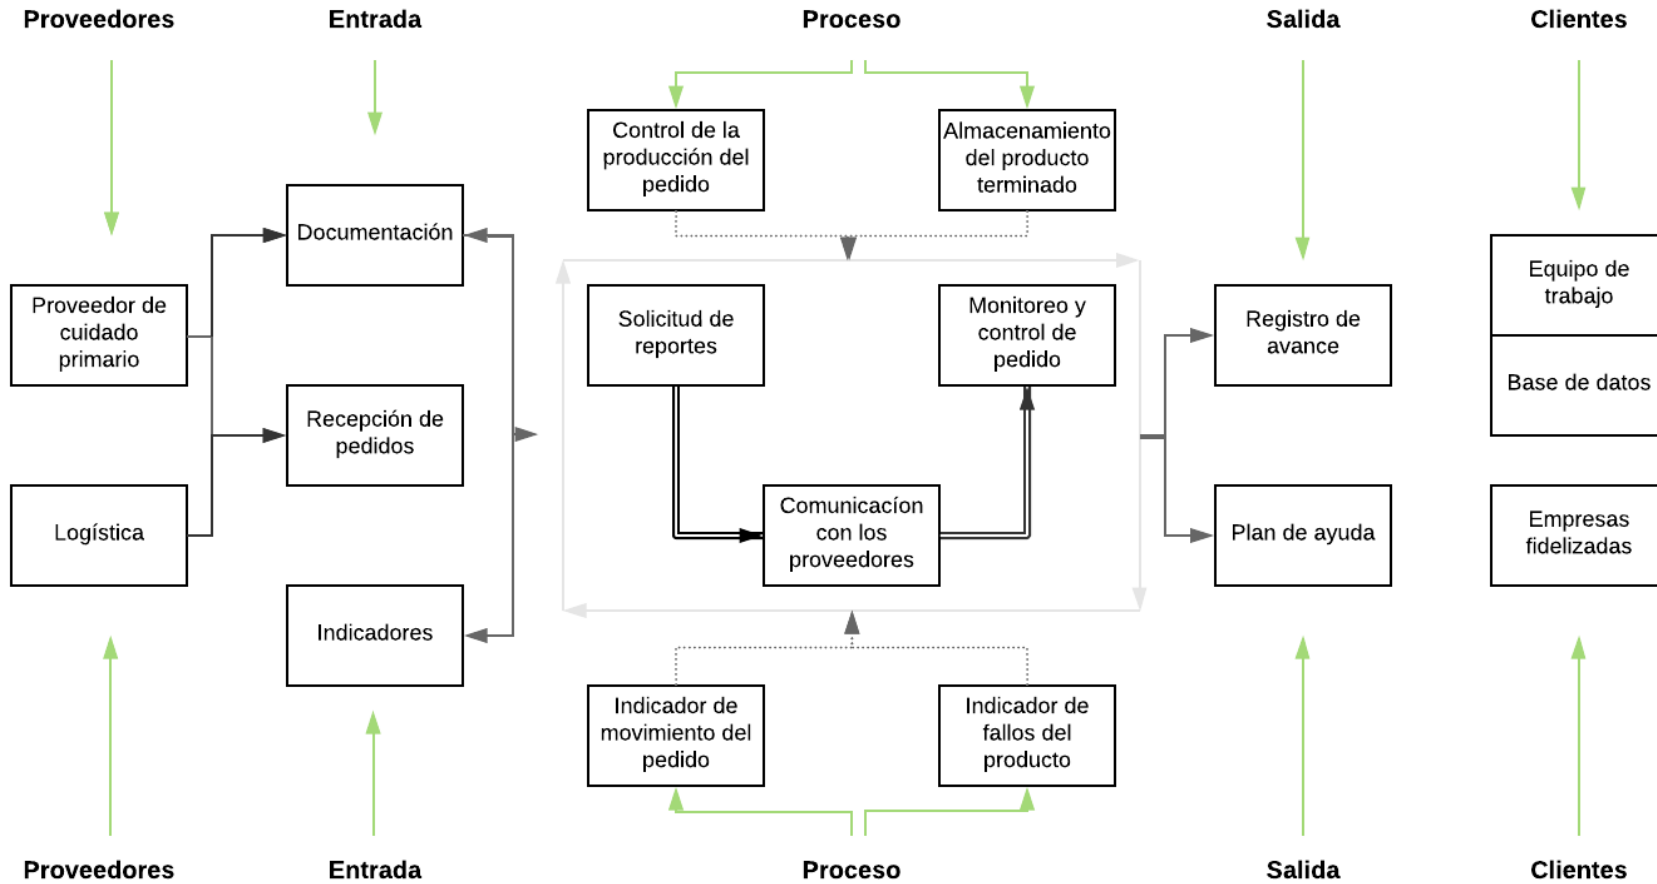 Proveedores
Entrada
Proceso
Salida
Clientes
Control de la
producción del
pedido
Almacenamiento
del producto
terminado
Documentación
Proveedor de
cuidado
primario
Recepción de
pedidos
Logística
Indicadores
Solicitud de
reportes
Monitoreo y
control de
pedido
Comunicacíon
con los
proveedores
Indicador de
movimiento del
pedido
Indicador de
fallos del
producto
Registro de
avance
Plan de ayuda
Equipo de
trabajo
Base de datos
Empresas
fidelizadas
Proveedores
Entrada
Proceso
Salida
Clientes